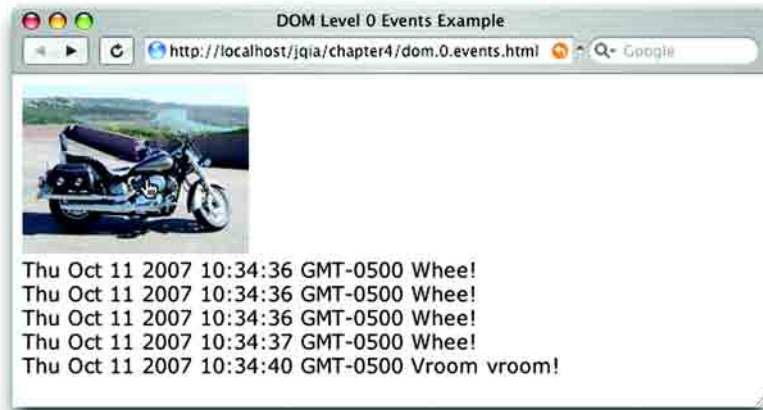 DOM Level 0 Events Example
http://localhost/jqia/chapter4/dom.0.events.html
Google
Thu Oct 11 2007 10:34:36 GMT-0500 Whee!
Thu Oct 11 2007 10:34:36 GMT-0500 Whee!
Thu Oct 11 2007 10:34:36 GMT-0500 Whee!
Thu Oct 11 2007 10:34:37 GMT-0500 Whee!
Thu Oct 11 2007 10:34:40 GMT-0500 Vroom vroom!